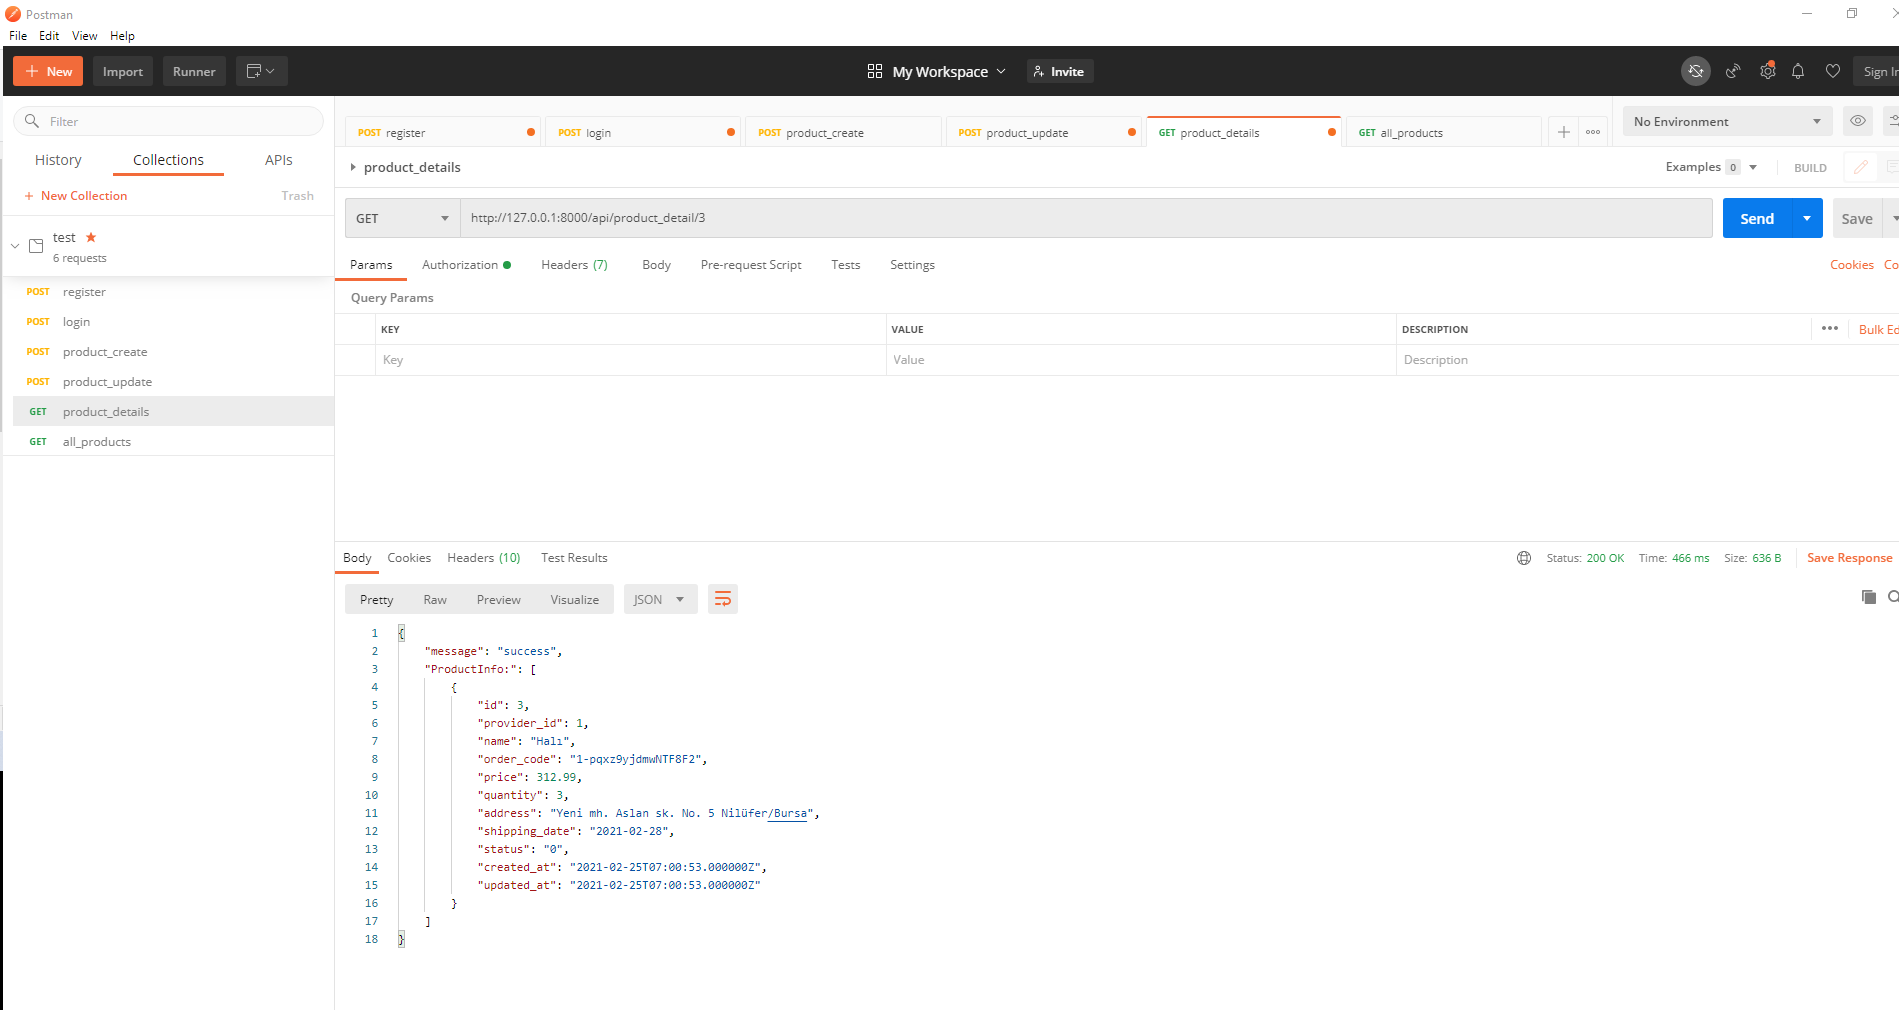 Postman
File Edit View Help
New Import Runner My Workspace Invite Sign In
Filter
History Collections APIs
New Collection Trash
test
6 requests
POST register
POST login
POST product_create
POST product_update
GET product_details
GET all_products
POST register POST login POST product_create POST product_update GET product_details GET all_products No Environment
product_details Examples 0 BUILD
GET http://127.0.0.1:8000/api/product_detail/3 Send Save
Params Authorization Headers (7) Body Pre-request Script Tests Settings Cookies Co
Query Params
KEY VALUE DESCRIPTION Bulk Ed
Key Value Description
Body Cookies Headers (10) Test Results Status: 200 OK Time: 466 ms Size: 636 B Save Response
Pretty Raw Preview Visualize JSON
1 {
2 "message": "success",
3 "ProductInfo:": [
4 {
5 "id": 3,
6 "provider_id": 1,
7 "name": "Halı",
8 "order_code": "1-pqxz9yjdmwNTF8F2",
9 "price": 312.99,
10 "quantity": 3,
11 "address": "Yeni mh. Aslan sk. No. 5 Nilüfer/Bursa",
12 "shipping_date": "2021-02-28",
13 "status": "0",
14 "created_at": "2021-02-25T07:00:53.000000Z",
15 "updated_at": "2021-02-25T07:00:53.000000Z"
16 }
17 ]
18 }